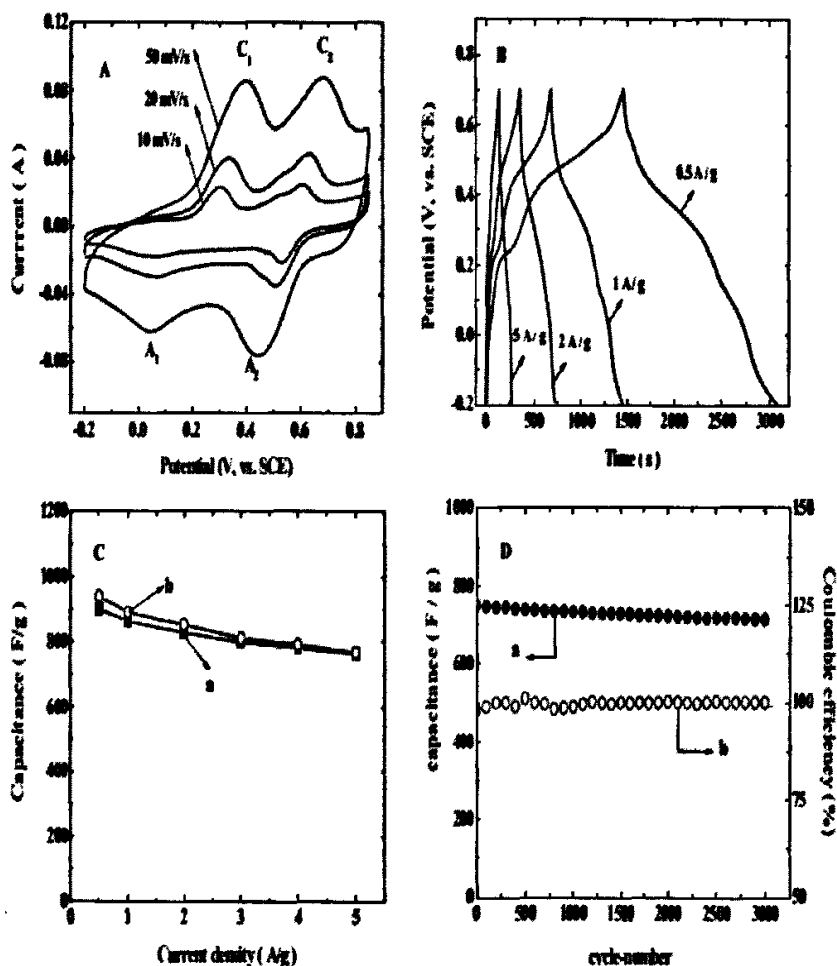 A
C1
C2
50 mV/s
20 mV/s
10 mV/s
A1
A2
0.12
0.08
0.04
0.00
-0.04
-0.08
Currrent ( A )
-0.2
0.0
0.2
0.4
0.6
0.8
Potential (V, vs. SCE)
B
0.5 A/g
1 A/g
2 A/g
5 A/g
0.8
0.6
0.4
0.2
0.0
-0.2
Potential (V, vs. SCE)
0
500
1000
1500
2000
2500
3000
Time ( s )
C
b
a
1200
1000
800
600
400
200
0
Capacitance ( F/g )
0
1
2
3
4
5
Current density ( A/g )
D
a
b
1000
800
600
400
200
0
capacitance ( F / g )
150
125
100
75
50
Coulombic efficiency ( % )
0
500
1000
1500
2000
2500
3000
cycle-number